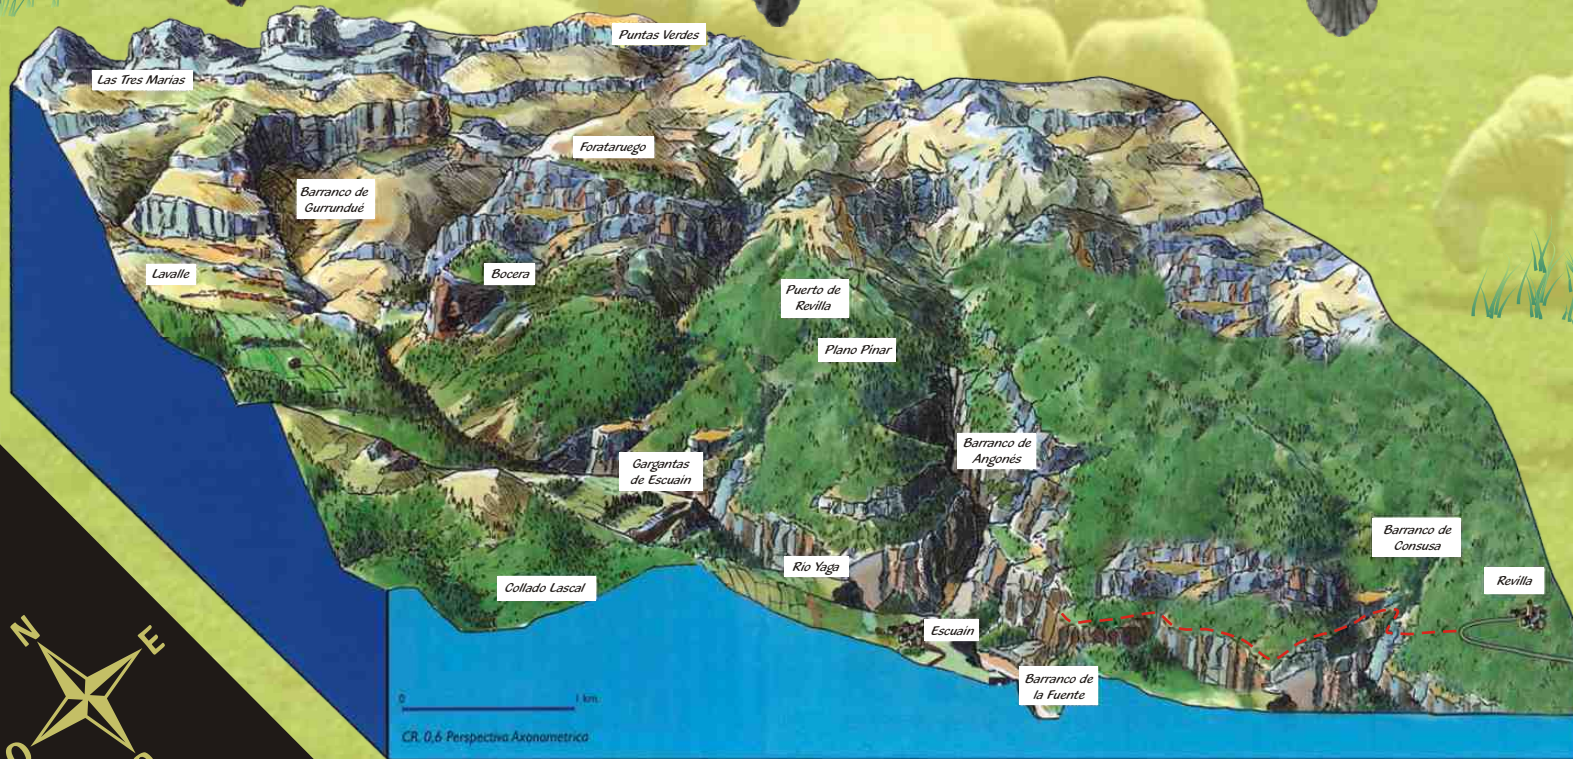 Puntas Verdes
Las Tres Marias
Foratarruego
Barranco de
Gurrundué
Lavalle
Bocera
Puerto de
Revilla
Plano Pinar
Barranco de
Angonés
Gargantas
de Escuain
Barranco de
Consusa
Rio Yaga
Revilla
Collado Lascal
Escuain
Barranco de
la Fuente
N
E
O
0
1 km.
CR. 0,6 Perspectiva Axonometrica